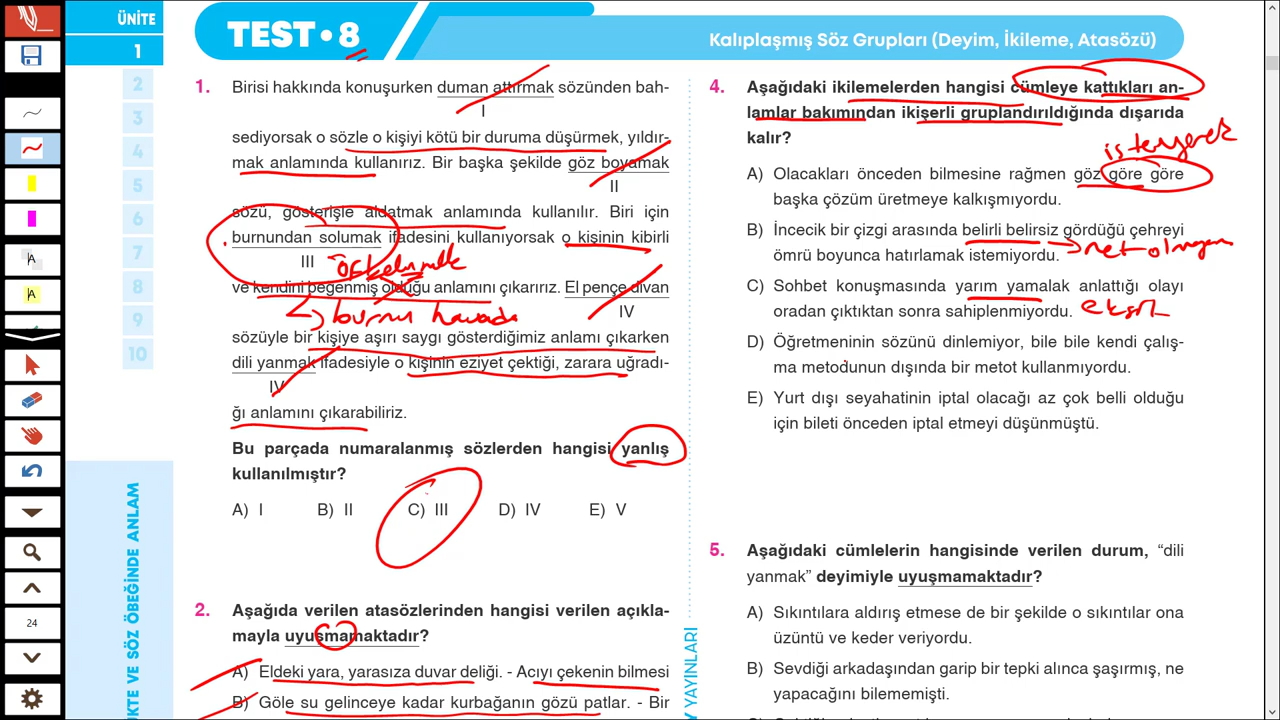 ÜNİTE
1
2
3
4
5
6
7
8
9
10
24
TEST • 8
Kalıplaşmış Söz Grupları (Deyim, İkileme, Atasözü)
1. Birisi hakkında konuşurken duman attırmak sözünden bah-
I
sediyorsak o sözle o kişiyi kötü bir duruma düşürmek, yıldır-
mak anlamında kullanırız. Bir başka şekilde göz boyamak
II
sözü, gösterişle aldatmak anlamında kullanılır. Biri için
burnundan solumak ifadesini kullanıyorsak o kişinin kibirli
III
öfkelenmek
ve kendini beğenmiş olduğu anlamını çıkarırız. El pençe divan
IV
burnu havada
sözüyle bir kişiye aşırı saygı gösterdiğimiz anlamı çıkarken
dili yanmak ifadesiyle o kişinin eziyet çektiği, zarara uğradı-
IV
ğı anlamını çıkarabiliriz.
Bu parçada numaralanmış sözlerden hangisi yanlış
kullanılmıştır?
A) I B) II C) III D) IV E) V
2. Aşağıda verilen atasözlerinden hangisi verilen açıkla-
mayla uyuşmamaktadır?
A) Eldeki yara, yarasıza duvar deliği. - Acıyı çekenin bilmesi
B) Göle su gelinceye kadar kurbağanın gözü patlar. - Bir
4. Aşağıdaki ikilemelerden hangisi cümleye kattıkları an-
lamlar bakımından ikişerli gruplandırıldığında dışarıda
kalır?
isteyerek
A) Olacakları önceden bilmesine rağmen göz göre göre
başka çözüm üretmeye kalkışmıyordu.
B) İncecik bir çizgi arasında belirli belirsiz gördüğü çehreyi
ömrü boyunca hatırlamak istemiyordu.
net olmayan
C) Sohbet konuşmasında yarım yamalak anlattığı olayı
oradan çıktıktan sonra sahiplenmiyordu.
eksik
D) Öğretmeninin sözünü dinlemiyor, bile bile kendi çalış-
ma metodunun dışında bir metot kullanmıyordu.
E) Yurt dışı seyahatinin iptal olacağı az çok belli olduğu
için bileti önceden iptal etmeyi düşünmüştü.
5. Aşağıdaki cümlelerin hangisinde verilen durum, “dili
yanmak” deyimiyle uyuşmamaktadır?
A) Sıkıntılara aldırış etmese de bir şekilde o sıkıntılar ona
üzüntü ve keder veriyordu.
B) Sevdiği arkadaşından garip bir tepki alınca şaşırmış, ne
yapacağını bilememişti.
YAYINLARI
KTE VE SÖZ ÖBEĞİNDE ANLAM